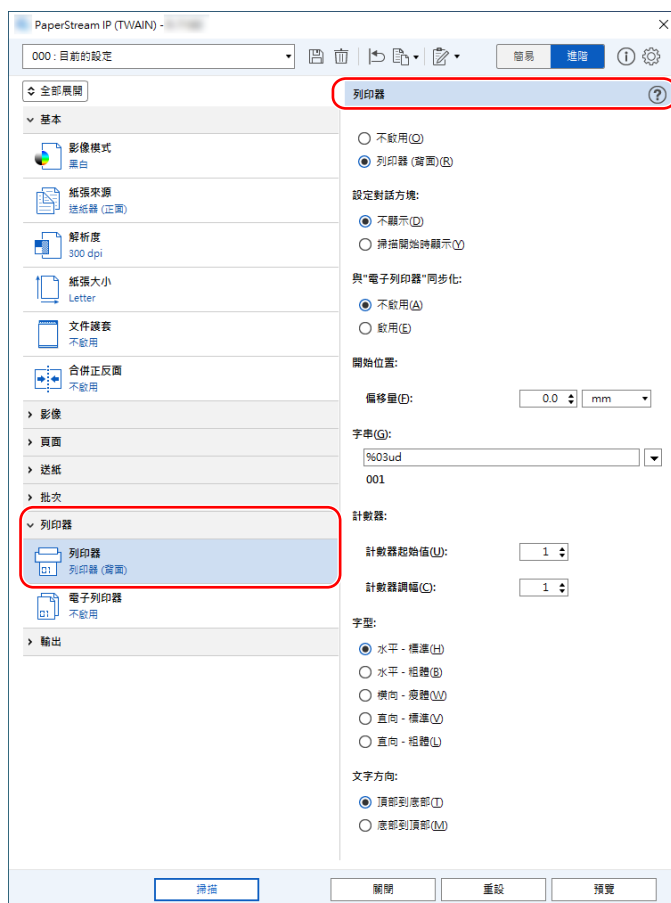 PaperStream IP (TWAIN) -
000 : 目前的設定
簡易
進階
全部展開
基本
影像模式
黑白
紙張來源
送紙器 (正面)
解析度
300 dpi
紙張大小
Letter
文件護套
不啟用
合併正反面
不啟用
影像
頁面
送紙
批次
列印器
列印器
列印器 (背面)
電子列印器
不啟用
輸出
列印器
不啟用(O)
列印器 (背面)(R)
設定對話方塊:
不顯示(D)
掃描開始時顯示(Y)
與"電子列印器"同步化:
不啟用(A)
啟用(E)
開始位置:
偏移量(F):
0.0
mm
字串(G):
%03ud
001
計數器:
計數器起始值(U):
1
計數器調幅(C):
1
字型:
水平 - 標準(H)
水平 - 粗體(B)
橫向 - 瘦體(W)
直向 - 標準(V)
直向 - 粗體(L)
文字方向:
頂部到底部(T)
底部到頂部(M)
掃描
關閉
重設
預覽